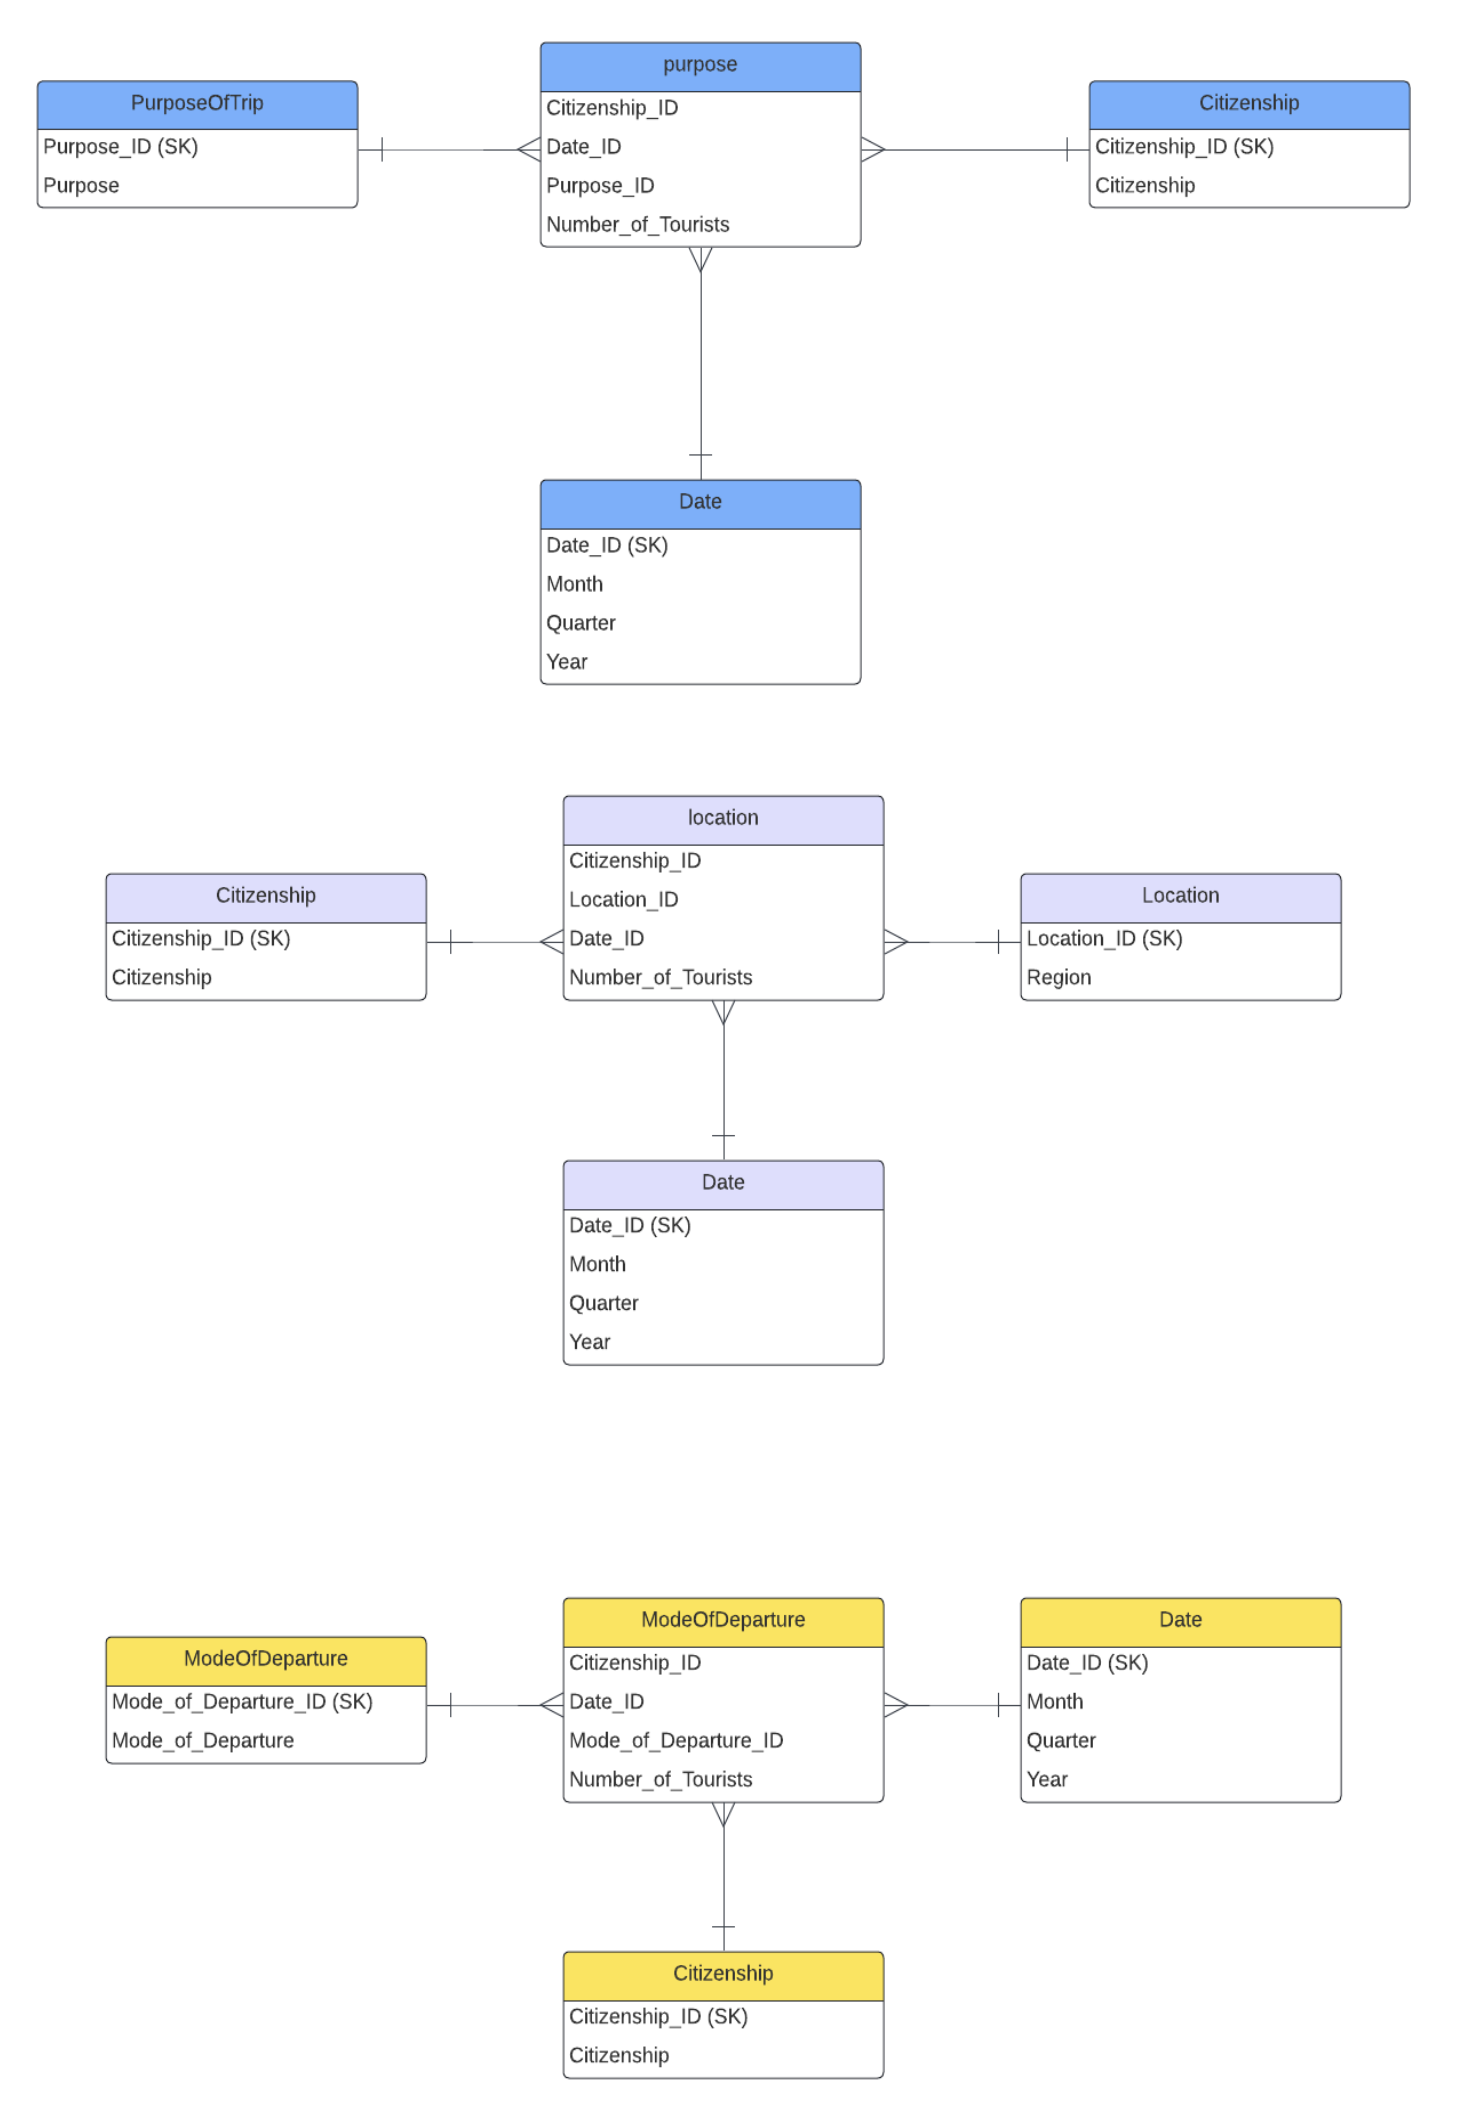 purpose
Citizenship_ID
Date_ID
Purpose_ID
Number_of_Tourists
PurposeOfTrip
Purpose_ID (SK)
Purpose
Citizenship
Citizenship_ID (SK)
Citizenship
Date
Date_ID (SK)
Month
Quarter
Year
location
Citizenship_ID
Location_ID
Date_ID
Number_of_Tourists
Citizenship
Citizenship_ID (SK)
Citizenship
Location
Location_ID (SK)
Region
Date
Date_ID (SK)
Month
Quarter
Year
ModeOfDeparture
Mode_of_Departure_ID (SK)
Mode_of_Departure
ModeOfDeparture
Citizenship_ID
Date_ID
Mode_of_Departure_ID
Number_of_Tourists
Date
Date_ID (SK)
Month
Quarter
Year
Citizenship
Citizenship_ID (SK)
Citizenship